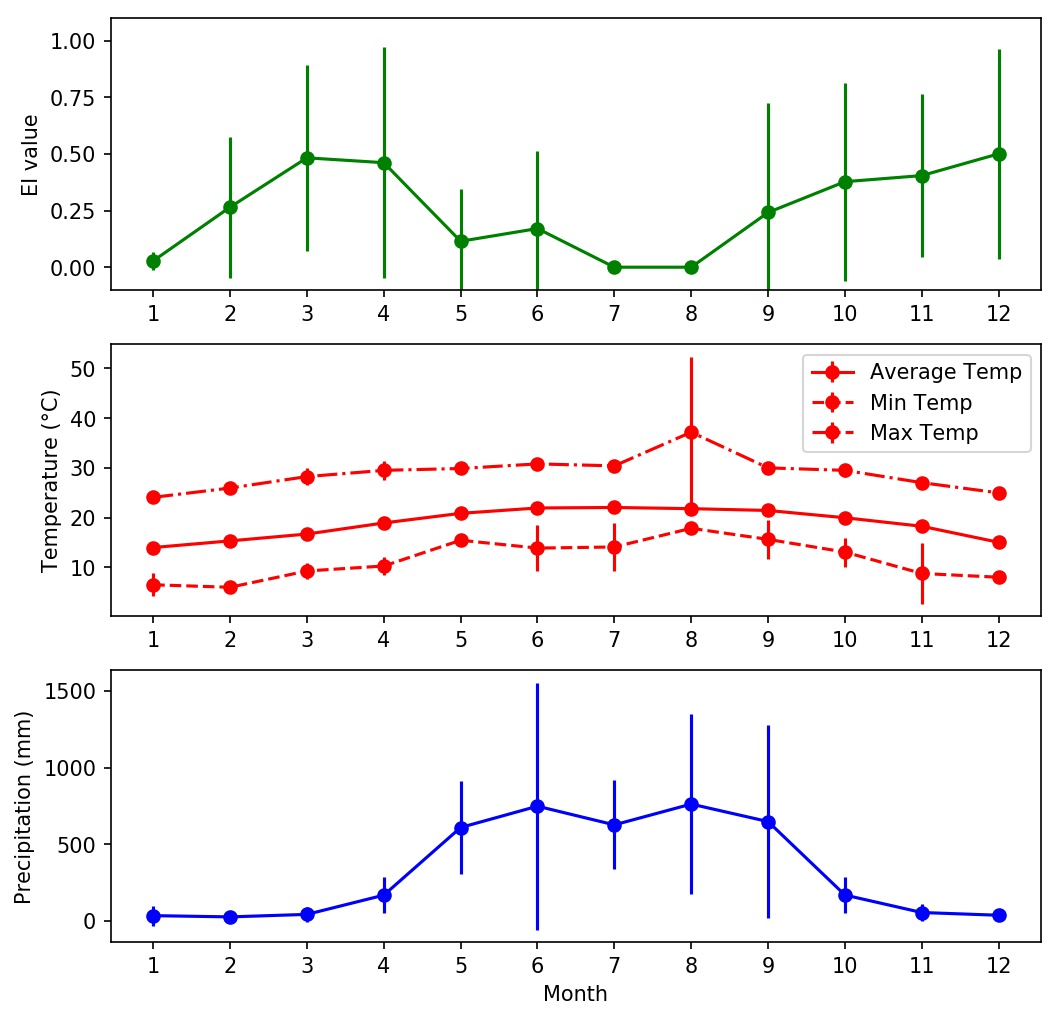 1.00
0.75
0.50
0.25
0.00
EI value
1 2 3 4 5 6 7 8 9 10 11 12
50
40
30
20
10
Temperature (°C)
Average Temp
Min Temp
Max Temp
1 2 3 4 5 6 7 8 9 10 11 12
1500
1000
500
0
Precipitation (mm)
1 2 3 4 5 6 7 8 9 10 11 12
Month